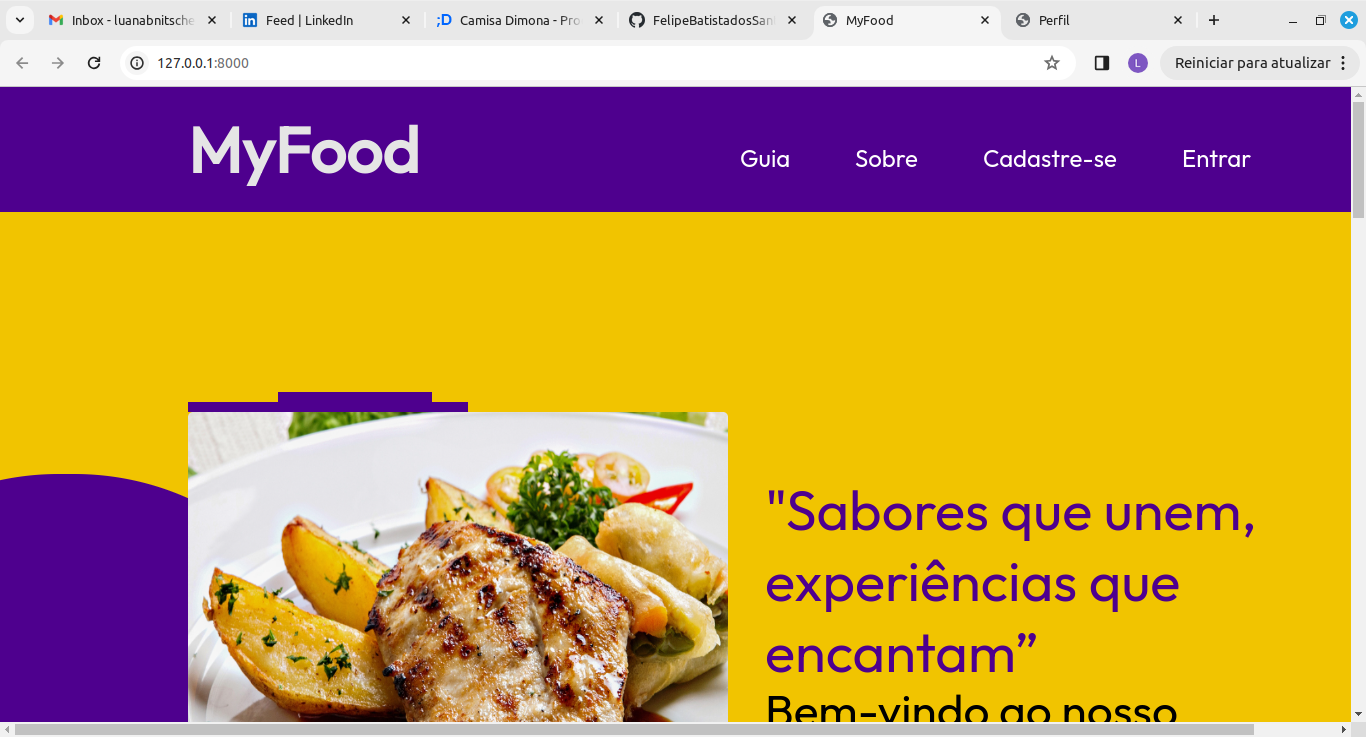 Inbox - luanabnitsche
Feed | LinkedIn
;D Camisa Dimona - Pro
FelipeBatistadosSan
MyFood
Perfil
127.0.0.1:8000
L
Reiniciar para atualizar
MyFood
Guia
Sobre
Cadastre-se
Entrar
"Sabores que unem,
experiências que
encantam”
Bem-vindo ao nosso